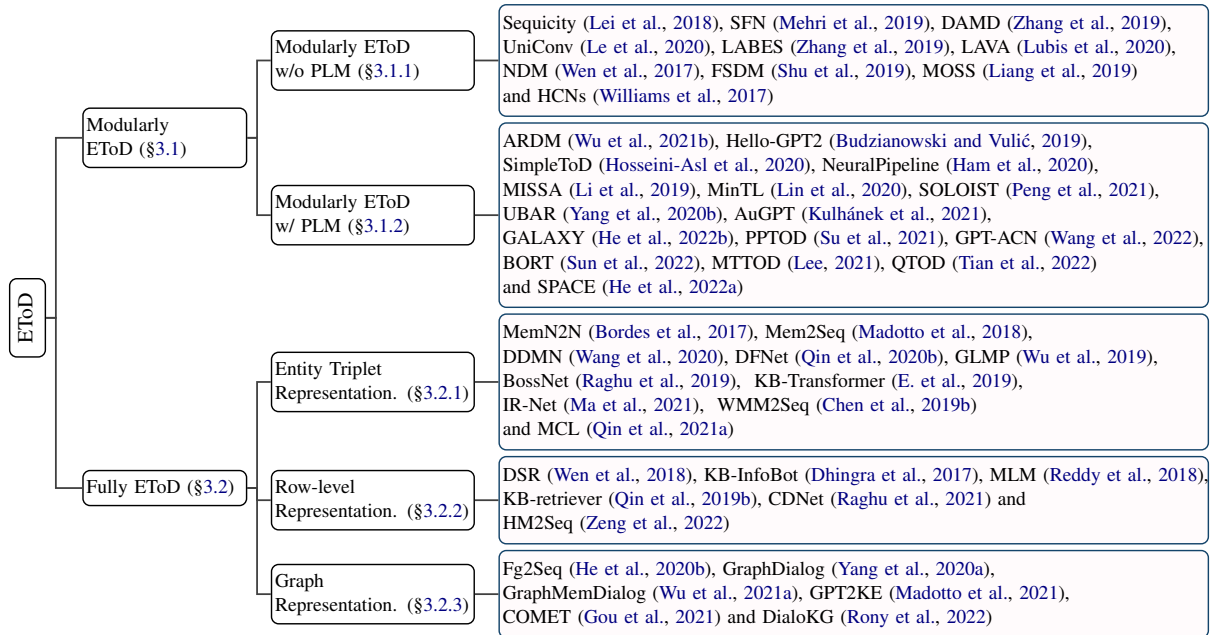 EToD
Modularly
EToD (§3.1)
Modularly EToD
w/o PLM (§3.1.1)
Sequicity (Lei et al., 2018), SFN (Mehri et al., 2019), DAMD (Zhang et al., 2019),
UniConv (Le et al., 2020), LABES (Zhang et al., 2019), LAVA (Lubis et al., 2020),
NDM (Wen et al., 2017), FSDM (Shu et al., 2019), MOSS (Liang et al., 2019)
and HCNs (Williams et al., 2017)
Modularly EToD
w/ PLM (§3.1.2)
ARDM (Wu et al., 2021b), Hello-GPT2 (Budzianowski and Vulić, 2019)
SimpleToD (Hosseini-Asl et al., 2020), NeuralPipeline (Ham et al., 2020),
MISSA (Li et al., 2019), MinTL (Lin et al., 2020), SOLOIST (Peng et al., 2021),
UBAR (Yang et al., 2020b), AuGPT (Kulhánek et al., 2021),
GALAXY (He et al., 2022b), PPTOD (Su et al., 2021), GPT-ACN (Wang et al., 2022),
BORT (Sun et al., 2022), MTTOD (Lee, 2021), QTOD (Tian et al., 2022)
and SPACE (He et al., 2022a)
Fully EToD (§3.2)
Entity Triplet
Representation. (§3.2.1)
MemN2N (Bordes et al., 2017), Mem2Seq (Madotto et al., 2018),
DDMN (Wang et al., 2020), DFNet (Qin et al., 2020b), GLMP (Wu et al., 2019),
BossNet (Raghu et al., 2019), KB-Transformer (E. et al., 2019),
IR-Net (Ma et al., 2021), WMM2Seq (Chen et al., 2019b)
and MCL (Qin et al., 2021a)
Row-level
Representation. (§3.2.2)
DSR (Wen et al., 2018), KB-InfoBot (Dhingra et al., 2017), MLM (Reddy et al., 2018),
KB-retriever (Qin et al., 2019b), CDNet (Raghu et al., 2021) and
HM2Seq (Zeng et al., 2022)
Graph
Representation. (§3.2.3)
Fg2Seq (He et al., 2020b), GraphDialog (Yang et al., 2020a),
GraphMemDialog (Wu et al., 2021a), GPT2KE (Madotto et al., 2021),
COMET (Gou et al., 2021) and DialoKG (Rony et al., 2022)